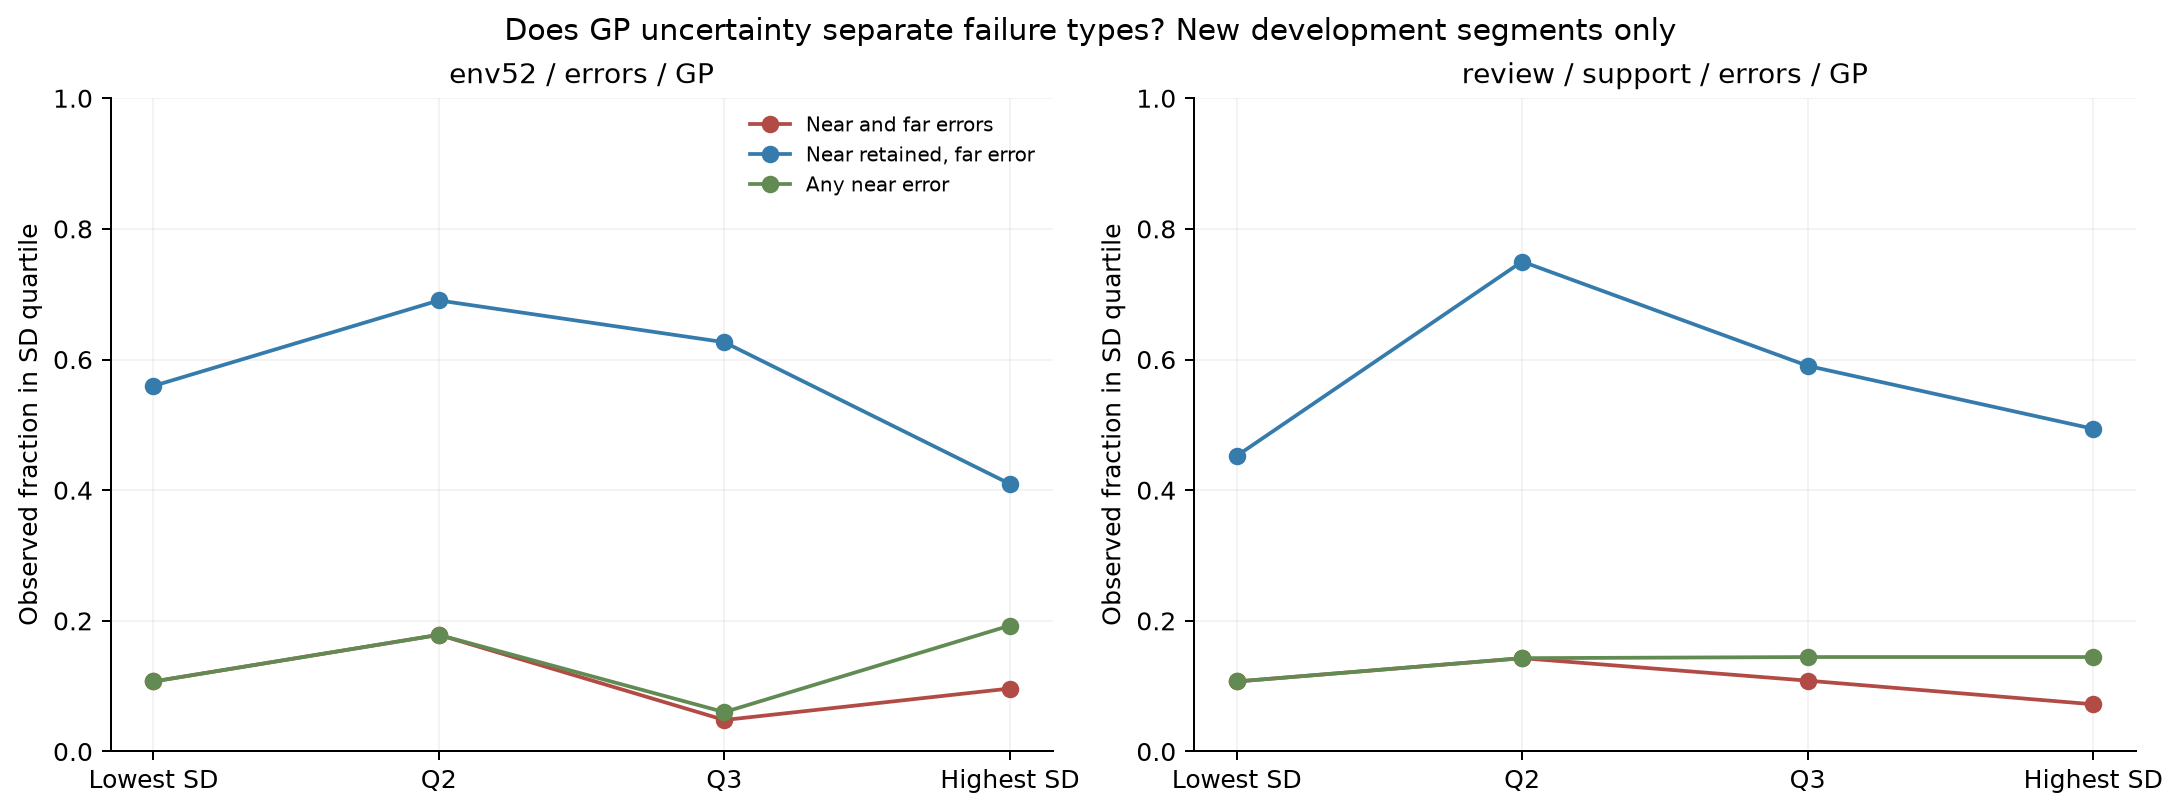 Does GP uncertainty separate failure types? New development segments only
env52 / errors / GP
Observed fraction in SD quartile
1.0
0.8
0.6
0.4
0.2
0.0
Near and far errors
Near retained, far error
Any near error
Lowest SD
Q2
Q3
Highest SD
review / support / errors / GP
Observed fraction in SD quartile
1.0
0.8
0.6
0.4
0.2
0.0
Lowest SD
Q2
Q3
Highest SD